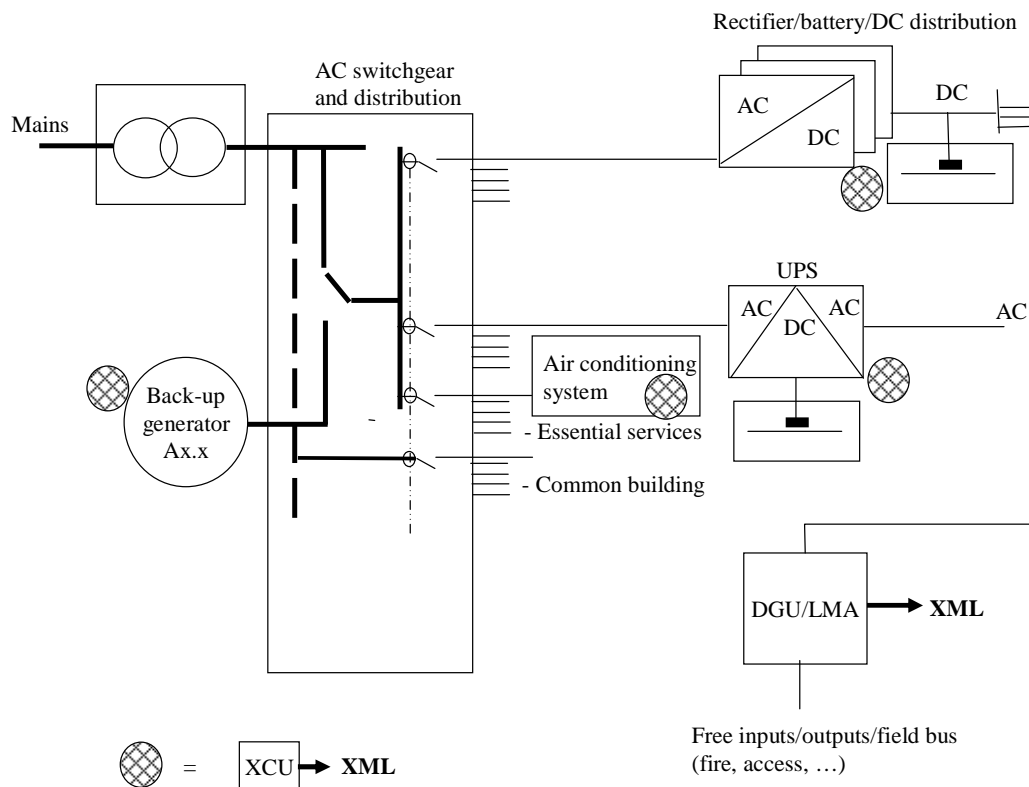 Rectifier/battery/DC distribution
AC switchgear
and distribution
Mains
AC
DC
DC
UPS
AC
AC
DC
AC
Air conditioning
system
Back-up
generator
Ax.x
- Essential services
- Common building
DGU/LMA
XML
Free inputs/outputs/field bus
(fire, access, …)
=
XCU
XML